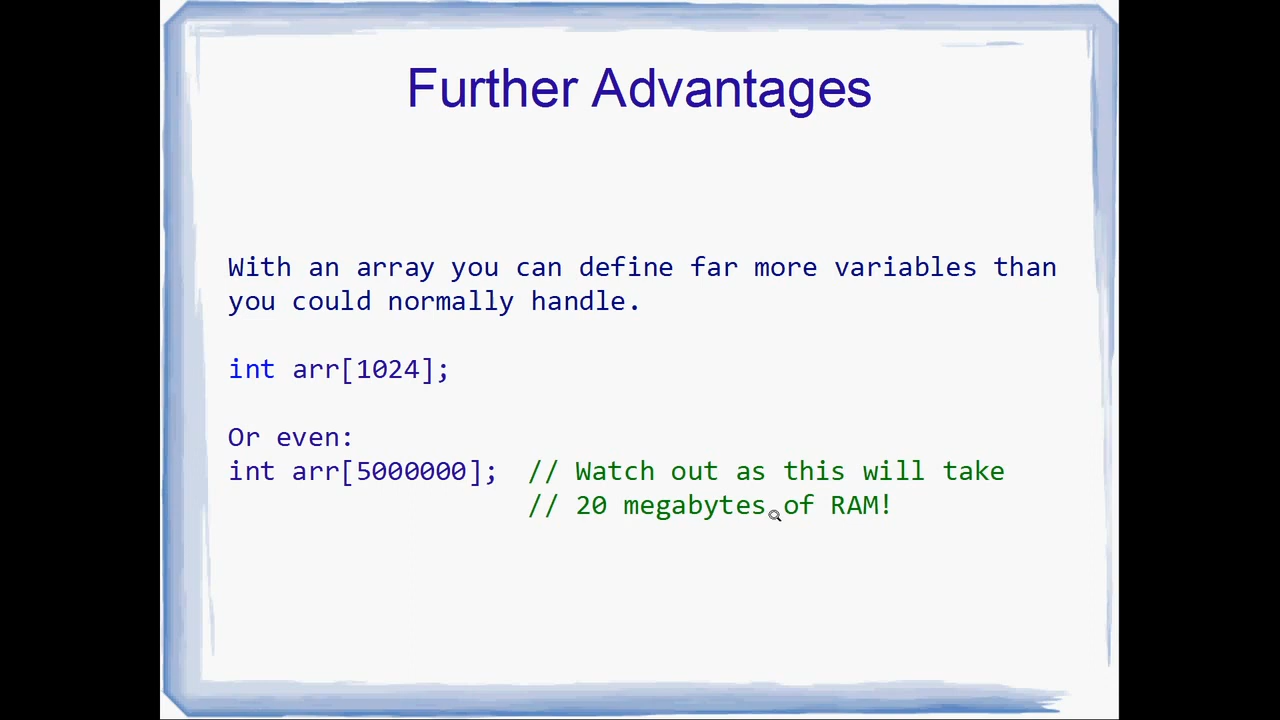 Further Advantages
With an array you can define far more variables than
you could normally handle.
int arr[1024];
Or even:
int arr[5000000];  // Watch out as this will take
// 20 megabytes of RAM!